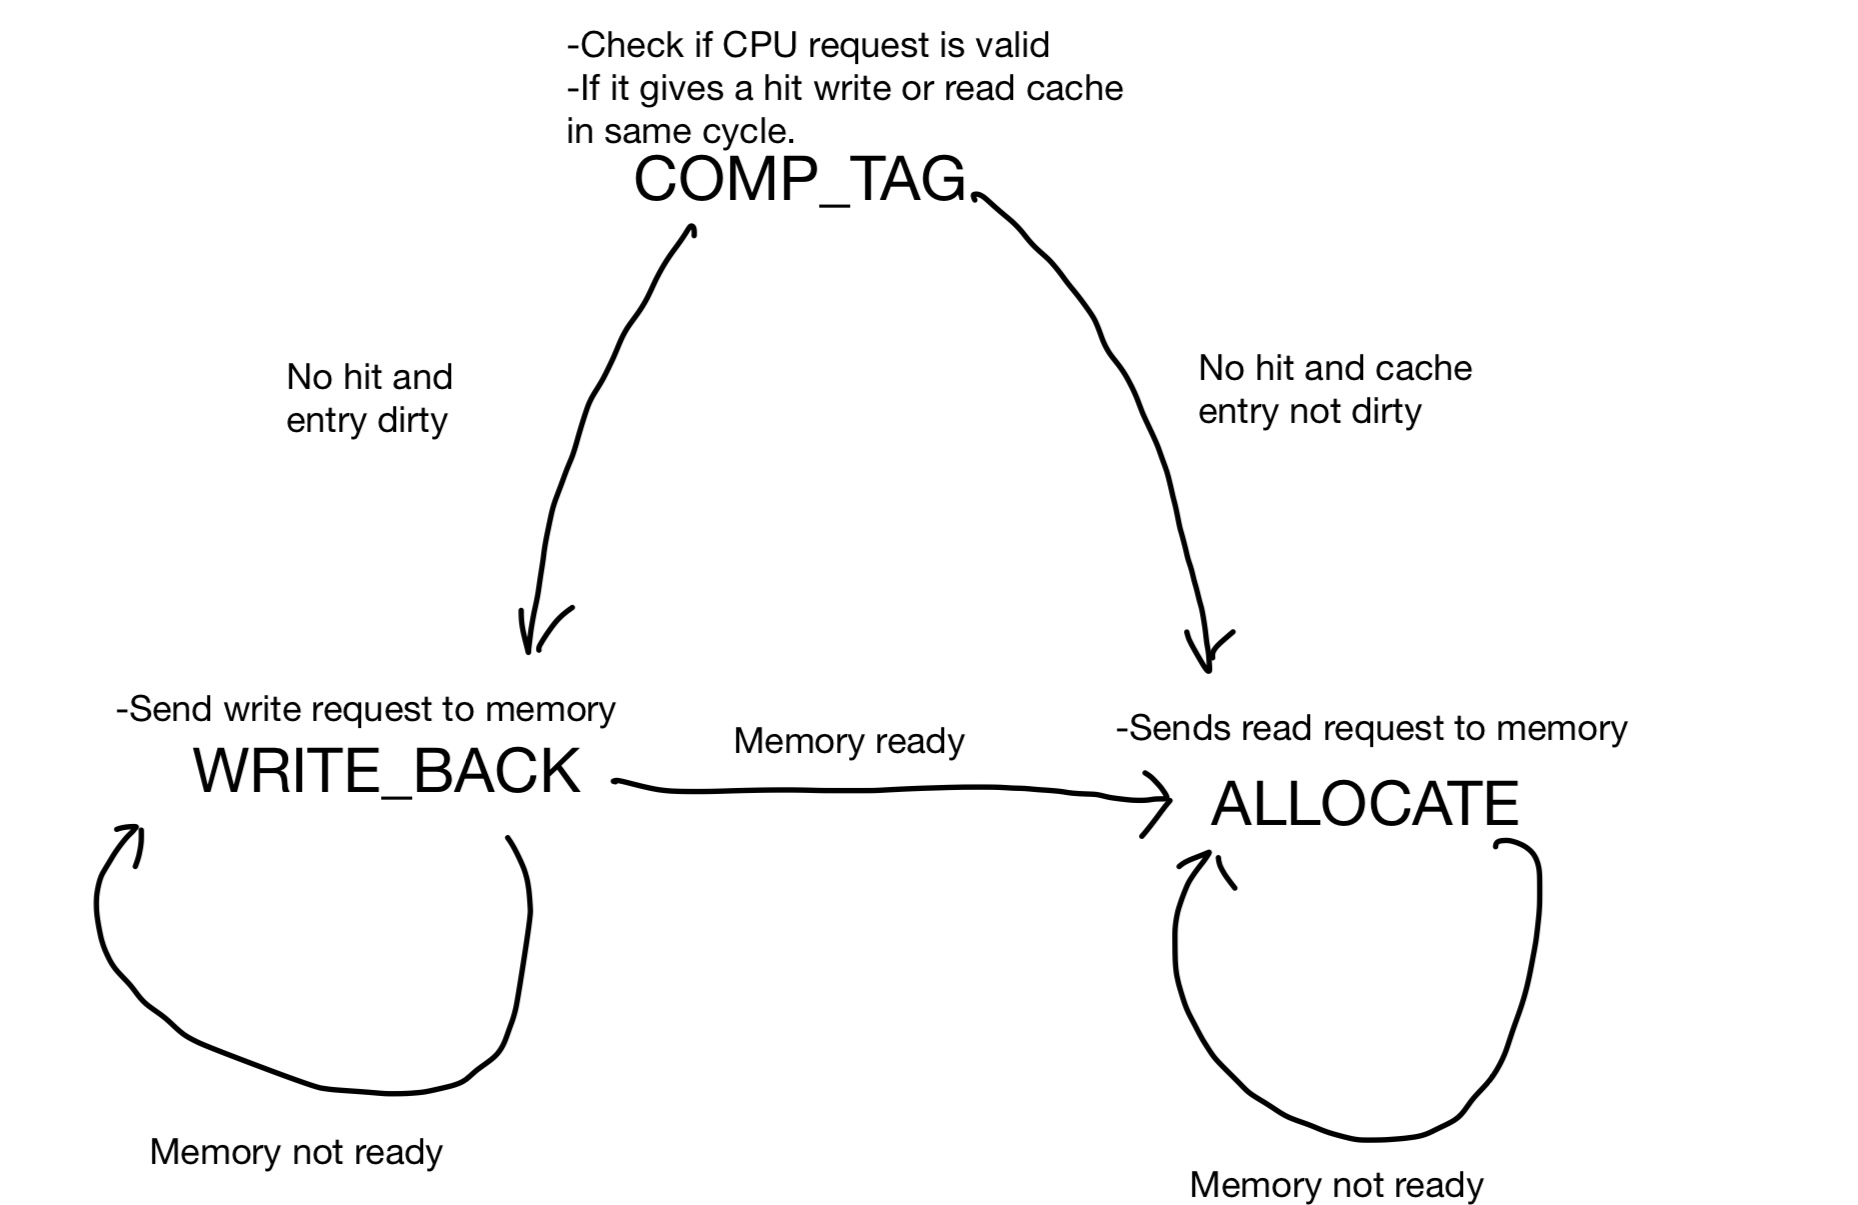 -Check if CPU request is valid
-If it gives a hit write or read cache
in same cycle.
COMP_TAG
No hit and
entry dirty
No hit and cache
entry not dirty
-Send write request to memory
WRITE_BACK
Memory ready
-Sends read request to memory
ALLOCATE
Memory not ready
Memory not ready